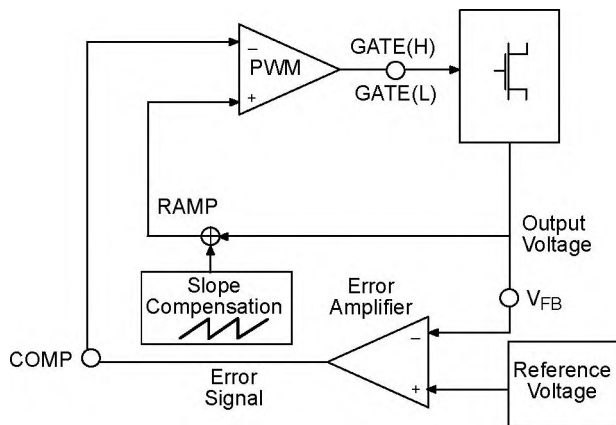 GATE(H)
−
PWM
+
GATE(L)
RAMP
Output
Voltage
Slope
Compensation
Error
Amplifier
VFB
−
COMP
Error
Signal
+
Reference
Voltage